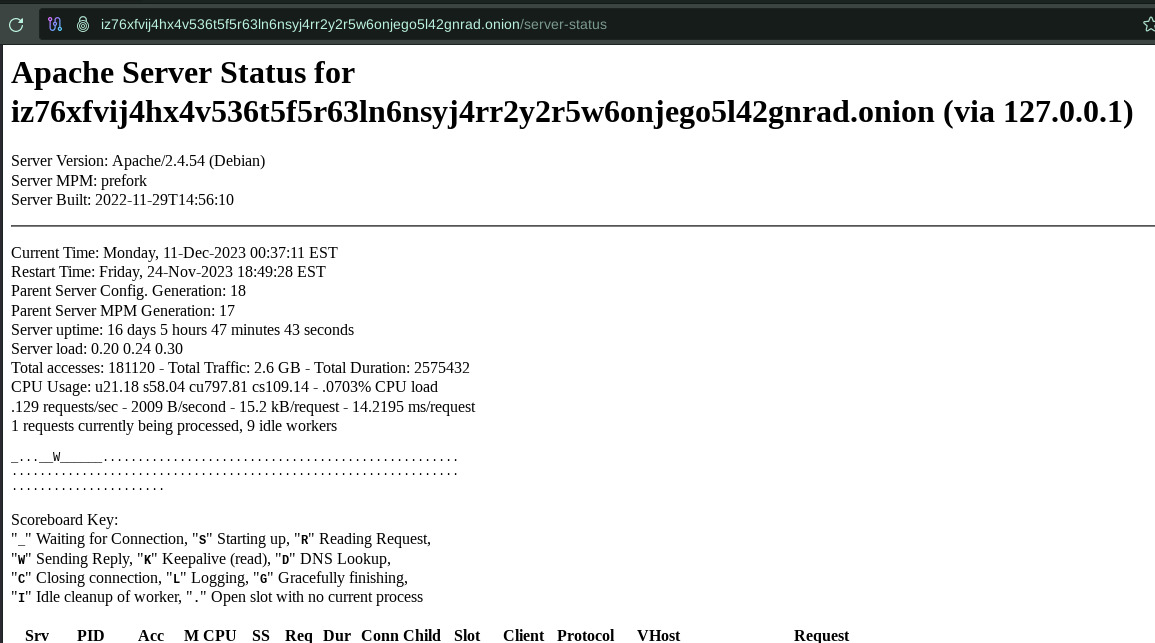 iz76xfvij4hx4v536t5f5r63ln6nsyj4rr2y2r5w6onjego5l42gnrad.onion/server-status
Apache Server Status for
iz76xfvij4hx4v536t5f5r63ln6nsyj4rr2y2r5w6onjego5l42gnrad.onion (via 127.0.0.1)
Server Version: Apache/2.4.54 (Debian)
Server MPM: prefork
Server Built: 2022-11-29T14:56:10
Current Time: Monday, 11-Dec-2023 00:37:11 EST
Restart Time: Friday, 24-Nov-2023 18:49:28 EST
Parent Server Config. Generation: 18
Parent Server MPM Generation: 17
Server uptime: 16 days 5 hours 47 minutes 43 seconds
Server load: 0.20 0.24 0.30
Total accesses: 181120 - Total Traffic: 2.6 GB - Total Duration: 2575432
CPU Usage: u21.18 s58.04 cu797.81 cs109.14 - .0703% CPU load
.129 requests/sec - 2009 B/second - 15.2 kB/request - 14.2195 ms/request
1 requests currently being processed, 9 idle workers
_...__W______...................................................
................................................................
......................
Scoreboard Key:
"_" Waiting for Connection, "S" Starting up, "R" Reading Request,
"W" Sending Reply, "K" Keepalive (read), "D" DNS Lookup,
"C" Closing connection, "L" Logging, "G" Gracefully finishing,
"I" Idle cleanup of worker, "." Open slot with no current process
Srv PID Acc M CPU SS Req Dur Conn Child Slot Client Protocol VHost Request